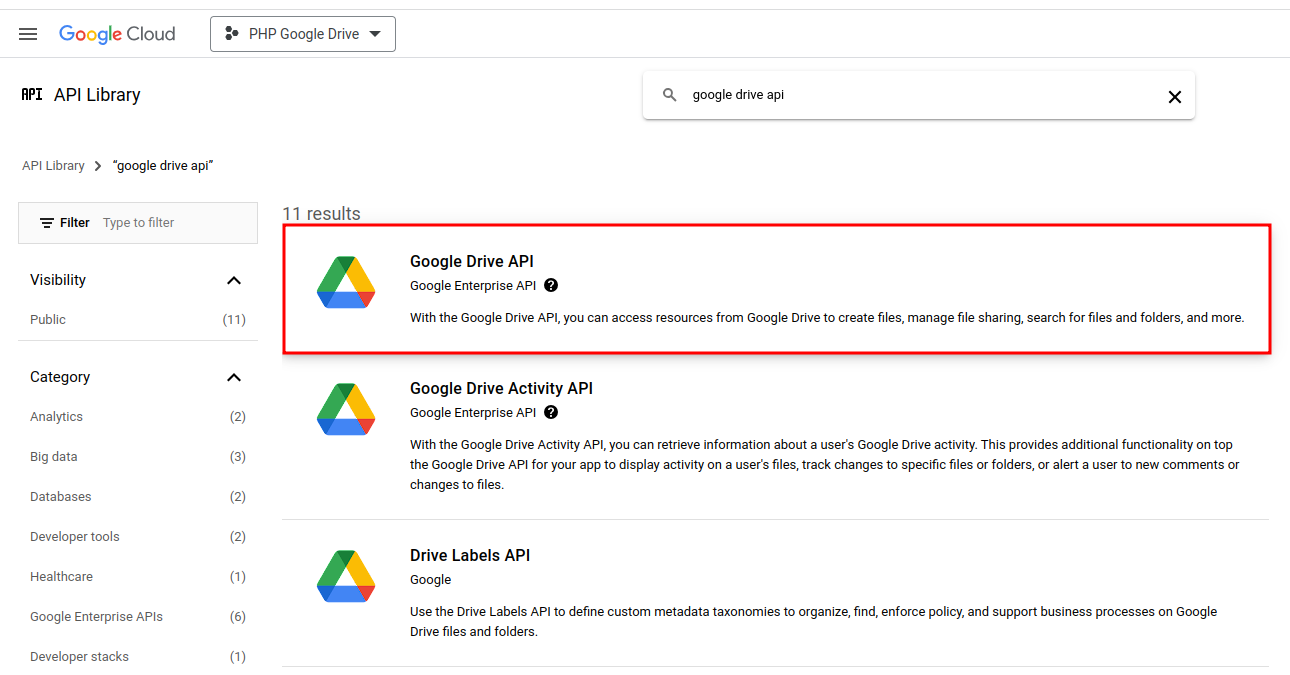 Google Cloud
PHP Google Drive
API API Library
google drive api
API Library
“google drive api”
Filter Type to filter
11 results
Visibility
Public (11)
Category
Analytics (2)
Big data (3)
Databases (2)
Developer tools (2)
Healthcare (1)
Google Enterprise APIs (6)
Developer stacks (1)
Google Drive API
Google Enterprise API
With the Google Drive API, you can access resources from Google Drive to create files, manage file sharing, search for files and folders, and more.
Google Drive Activity API
Google Enterprise API
With the Google Drive Activity API, you can retrieve information about a user's Google Drive activity. This provides additional functionality on top
the Google Drive API for your app to display activity on a user's files, track changes to specific files or folders, or alert a user to new comments or
changes to files.
Drive Labels API
Google
Use the Drive Labels API to define custom metadata taxonomies to organize, find, enforce policy, and support business processes on Google
Drive files and folders.